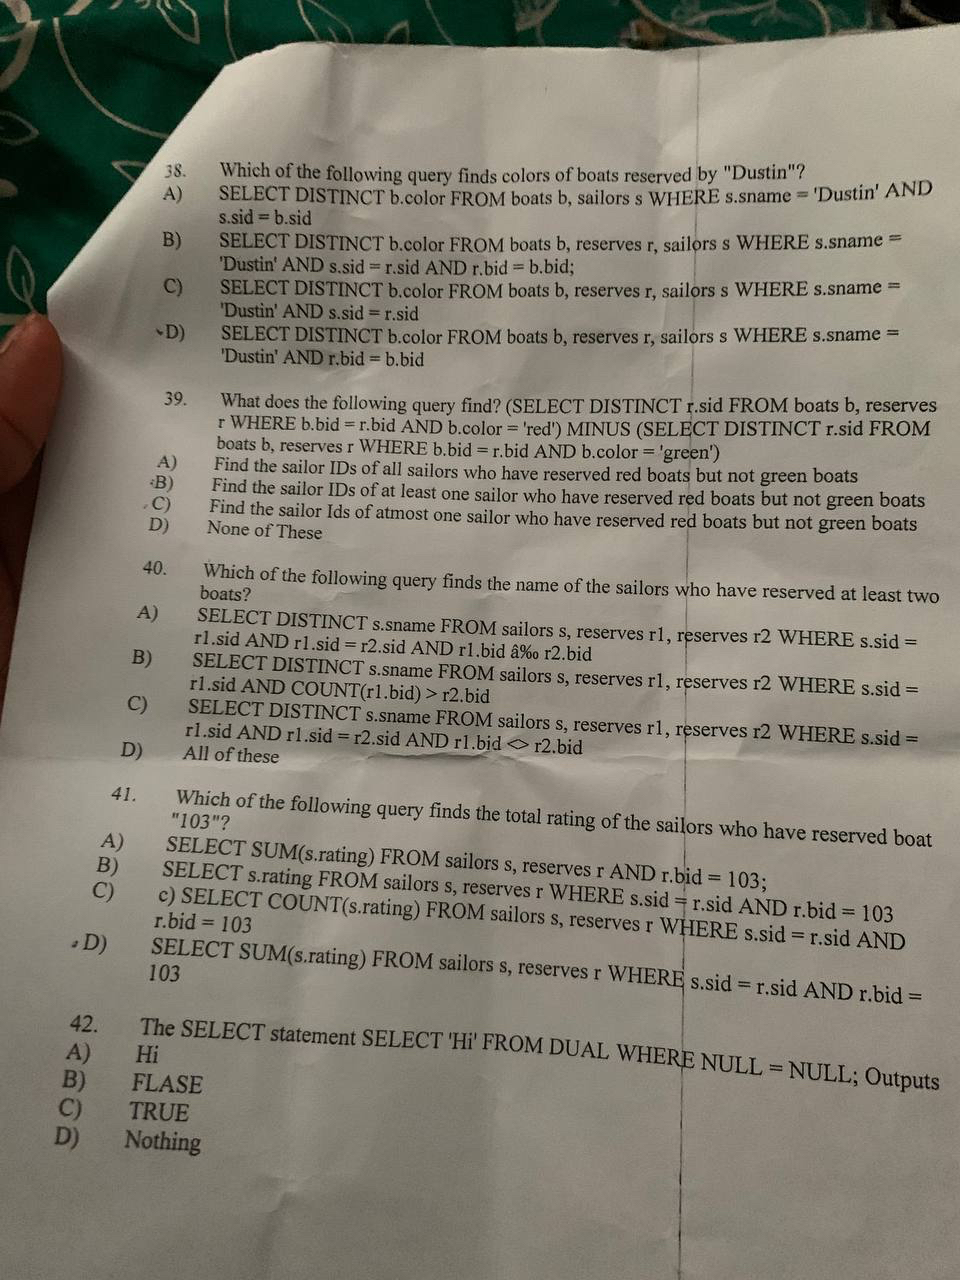 38. Which of the following query finds colors of boats reserved by "Dustin"?
A) SELECT DISTINCT b.color FROM boats b, sailors s WHERE s.sname = 'Dustin' AND
s.sid = b.sid
B) SELECT DISTINCT b.color FROM boats b, reserves r, sailors s WHERE s.sname =
'Dustin' AND s.sid = r.sid AND r.bid = b.bid;
C) SELECT DISTINCT b.color FROM boats b, reserves r, sailors s WHERE s.sname =
'Dustin' AND s.sid = r.sid
D) SELECT DISTINCT b.color FROM boats b, reserves r, sailors s WHERE s.sname =
'Dustin' AND r.bid = b.bid
39. What does the following query find? (SELECT DISTINCT r.sid FROM boats b, reserves
r WHERE b.bid = r.bid AND b.color = 'red') MINUS (SELECT DISTINCT r.sid FROM
boats b, reserves r WHERE b.bid = r.bid AND b.color = 'green')
A) Find the sailor IDs of all sailors who have reserved red boats but not green boats
B) Find the sailor IDs of at least one sailor who have reserved red boats but not green boats
C) Find the sailor Ids of atmost one sailor who have reserved red boats but not green boats
D) None of These
40. Which of the following query finds the name of the sailors who have reserved at least two
boats?
A) SELECT DISTINCT s.sname FROM sailors s, reserves r1, reserves r2 WHERE s.sid =
r1.sid AND r1.sid = r2.sid AND r1.bid â‰ r2.bid
B) SELECT DISTINCT s.sname FROM sailors s, reserves r1, reserves r2 WHERE s.sid =
r1.sid AND COUNT(r1.bid) > r2.bid
C) SELECT DISTINCT s.sname FROM sailors s, reserves r1, reserves r2 WHERE s.sid =
r1.sid AND r1.sid = r2.sid AND r1.bid <> r2.bid
D) All of these
41. Which of the following query finds the total rating of the sailors who have reserved boat
"103"?
A) SELECT SUM(s.rating) FROM sailors s, reserves r AND r.bid = 103;
B) SELECT s.rating FROM sailors s, reserves r WHERE s.sid = r.sid AND r.bid = 103
C) c) SELECT COUNT(s.rating) FROM sailors s, reserves r WHERE s.sid = r.sid AND
r.bid = 103
D) SELECT SUM(s.rating) FROM sailors s, reserves r WHERE s.sid = r.sid AND r.bid =
103
42. The SELECT statement SELECT 'Hi' FROM DUAL WHERE NULL = NULL; Outputs
A) Hi
B) FLASE
C) TRUE
D) Nothing